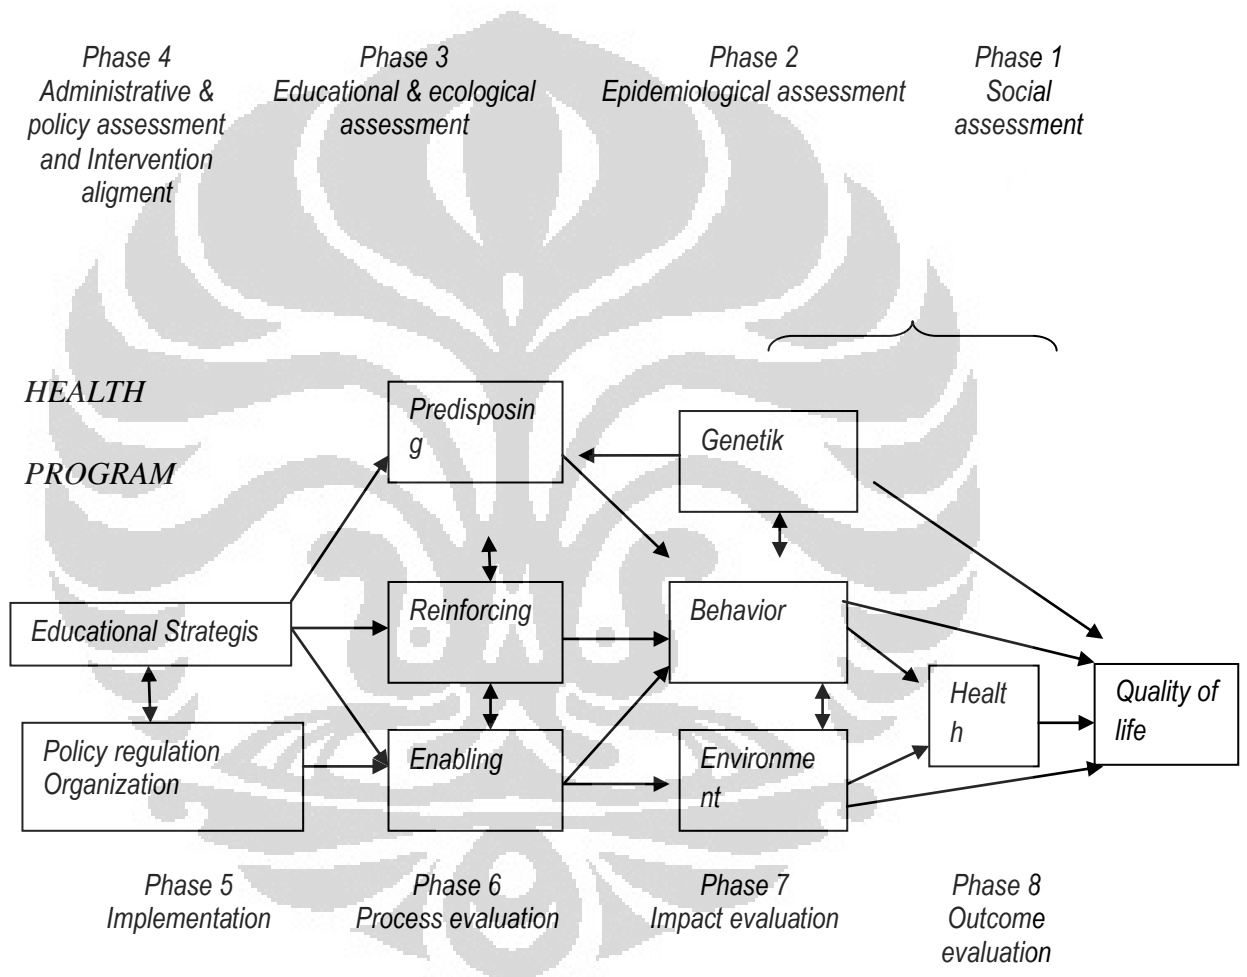 Phase 4
Administrative &
policy assessment
and Intervention
aligment
Phase 3
Educational & ecological
assessment
Phase 2
Epidemiological assessment
Phase 1
Social
assessment
HEALTH
PROGRAM
Predisposin
g
Genetik
Educational Strategis
Reinforcing
Behavior
Policy regulation
Organization
Enabling
Environme
nt
Healt
h
Quality of
life
Phase 5
Implementation
Phase 6
Process evaluation
Phase 7
Impact evaluation
Phase 8
Outcome
evaluation